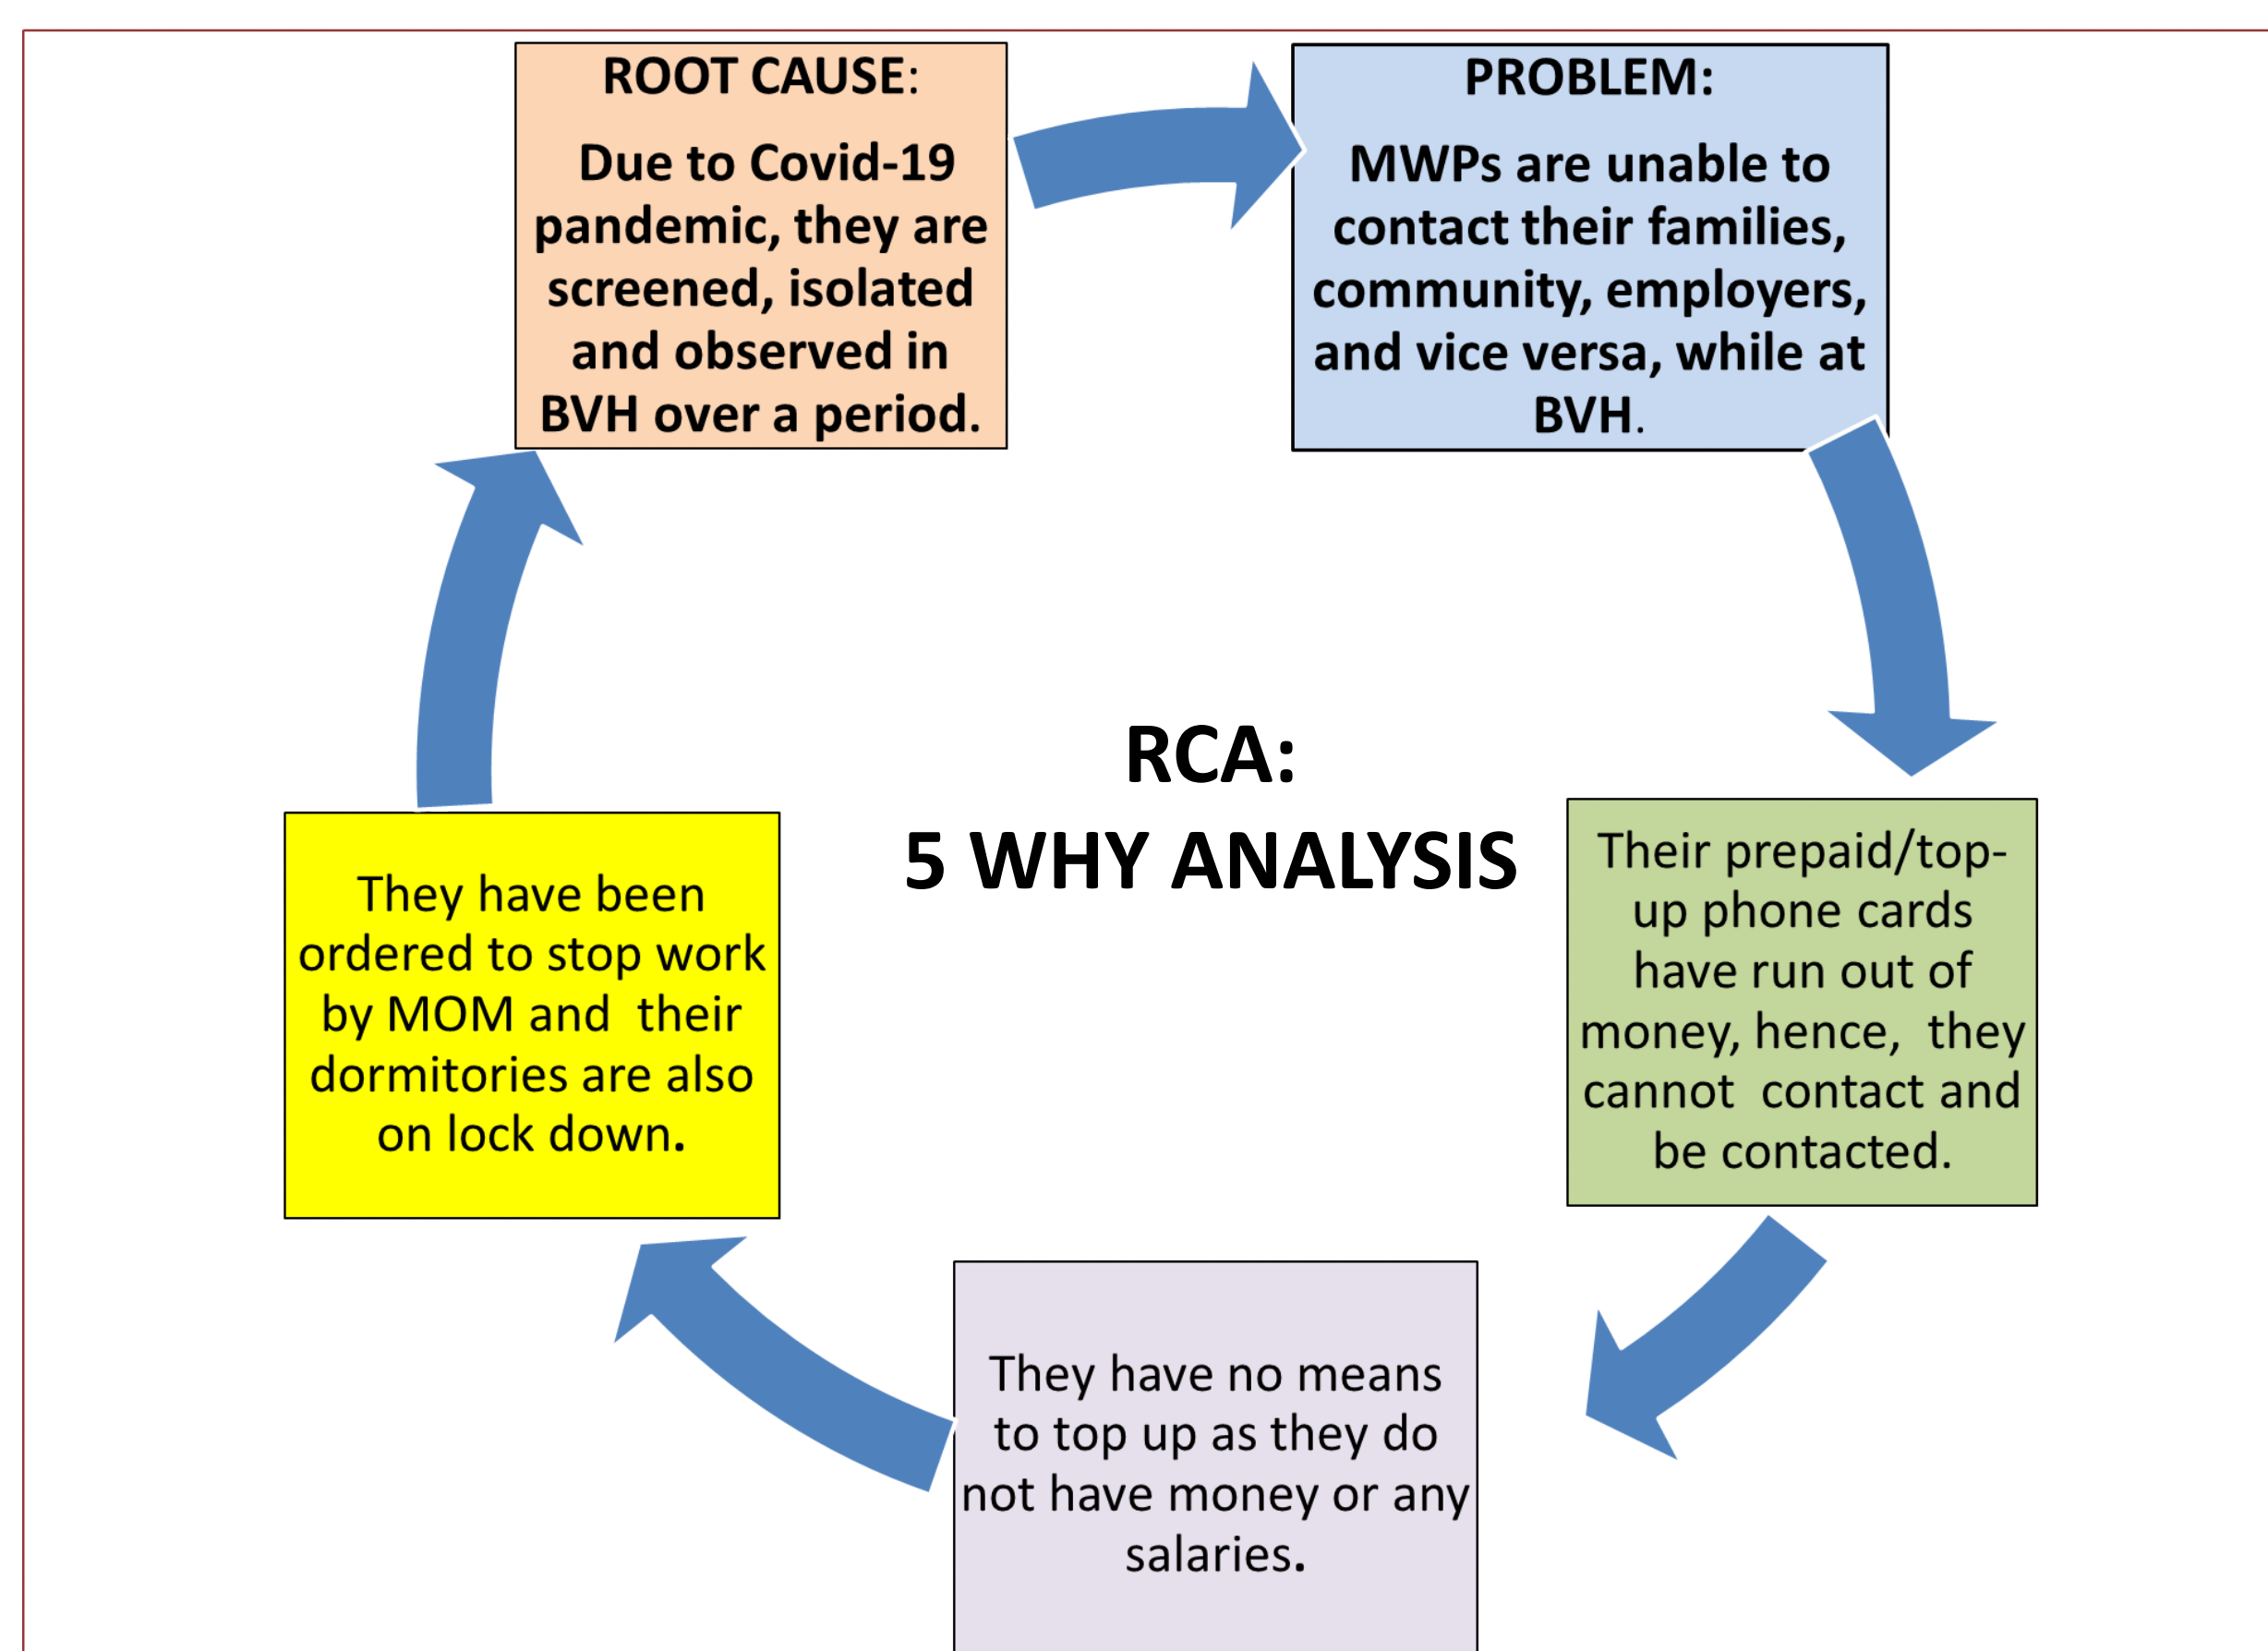 ROOT CAUSE:
Due to Covid-19
pandemic, they are
screened, isolated
and observed in
BVH over a period.
PROBLEM:
MWPs are unable to
contact their families,
community, employers,
and vice versa, while at
BVH.
RCA:
5 WHY ANALYSIS
Their prepaid/top-
up phone cards
have run out of
money, hence, they
cannot contact and
be contacted.
They have been
ordered to stop work
by MOM and their
dormitories are also
on lock down.
They have no means
to top up as they do
not have money or any
salaries.